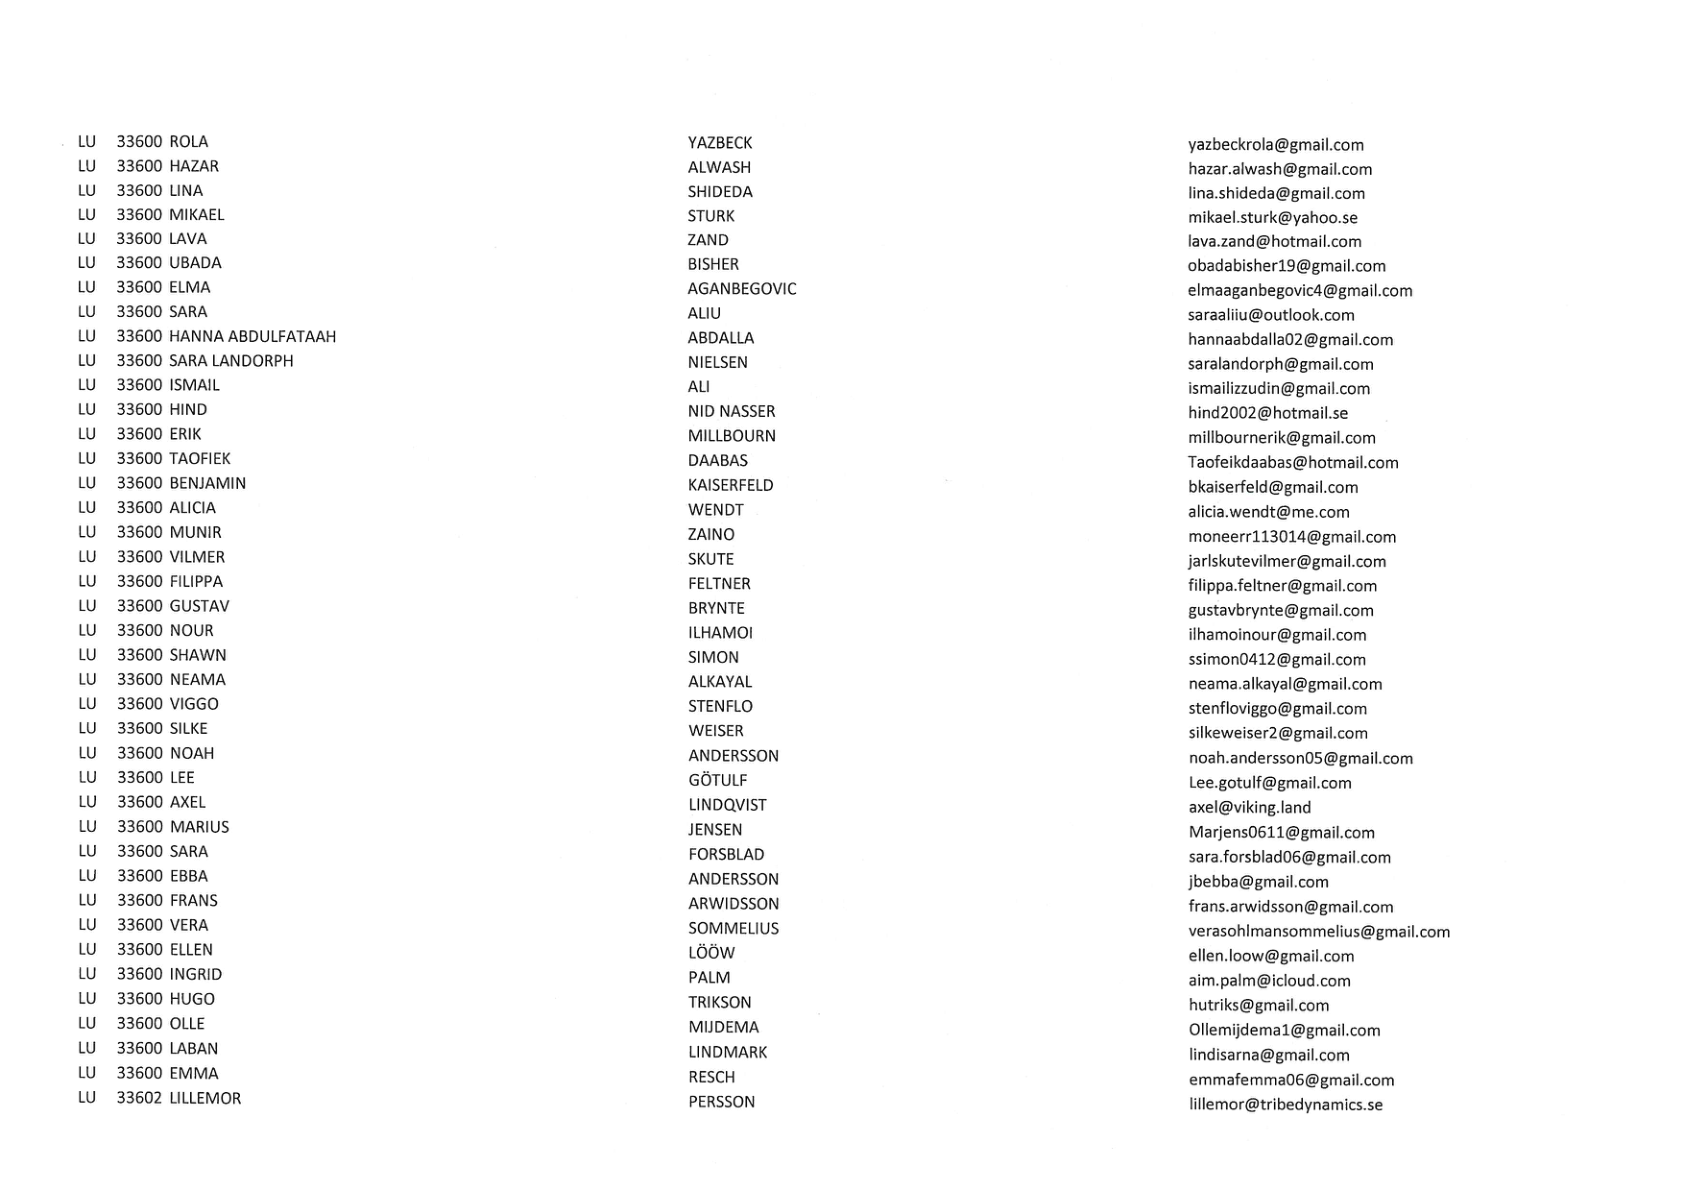 LU 33600 ROLA YAZBECK yazbeckrola@gmail.com
LU 33600 HAZAR ALWASH hazar.alwash@gmail.com
LU 33600 LINA SHIDEDA lina.shideda@gmail.com
LU 33600 MIKAEL STURK mikael.sturk@yahoo.se
LU 33600 LAVA ZAND lava.zand@hotmail.com
LU 33600 UBADA BISHER obadabisher19@gmail.com
LU 33600 ELMA AGANBEGOVIC elmaaganbegovic4@gmail.com
LU 33600 SARA ALIU saraaliiu@outlook.com
LU 33600 HANNA ABDULFATAAH ABDALLA hannaabdalla02@gmail.com
LU 33600 SARA LANDORPH NIELSEN saralandorph@gmail.com
LU 33600 ISMAIL ALI ismailizzudin@gmail.com
LU 33600 HIND NID NASSER hind2002@hotmail.se
LU 33600 ERIK MILLBOURN millbournerik@gmail.com
LU 33600 TAOFIEK DAABAS Taofeikdaabas@hotmail.com
LU 33600 BENJAMIN KAISERFELD bkaiserfeld@gmail.com
LU 33600 ALICIA WENDT alicia.wendt@me.com
LU 33600 MUNIR ZAINO moneerr113014@gmail.com
LU 33600 VILMER SKUTE jarlskutevilmer@gmail.com
LU 33600 FILIPPA FELTNER filippa.feltner@gmail.com
LU 33600 GUSTAV BRYNTE gustavbrynte@gmail.com
LU 33600 NOUR ILHAMOI ilhamoinour@gmail.com
LU 33600 SHAWN SIMON ssimon0412@gmail.com
LU 33600 NEAMA ALKAYAL neama.alkayal@gmail.com
LU 33600 VIGGO STENFLO stenfloviggo@gmail.com
LU 33600 SILKE WEISER silkeweiser2@gmail.com
LU 33600 NOAH ANDERSSON noah.andersson05@gmail.com
LU 33600 LEE GÖTULF Lee.gotulf@gmail.com
LU 33600 AXEL LINDQVIST axel@viking.land
LU 33600 MARIUS JENSEN Marjens0611@gmail.com
LU 33600 SARA FORSBLAD sara.forsblad06@gmail.com
LU 33600 EBBA ANDERSSON jbebba@gmail.com
LU 33600 FRANS ARWIDSSON frans.arwidsson@gmail.com
LU 33600 VERA SOMMELIUS verasohlmansommelius@gmail.com
LU 33600 ELLEN LÖÖW ellen.loow@gmail.com
LU 33600 INGRID PALM aim.palm@icloud.com
LU 33600 HUGO TRIKSON hutriks@gmail.com
LU 33600 OLLE MIJDEMA Ollemijdema1@gmail.com
LU 33600 LABAN LINDMARK lindisarna@gmail.com
LU 33600 EMMA RESCH emmafemma06@gmail.com
LU 33602 LILLEMOR PERSSON lillemor@tribedynamics.se